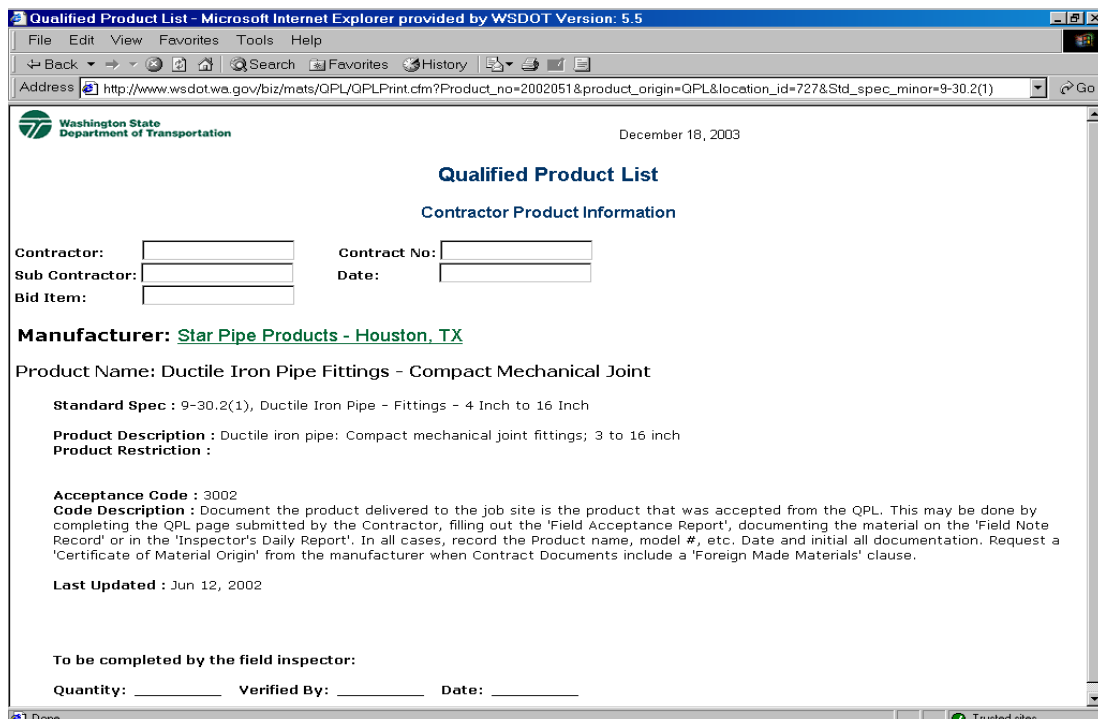 Qualified Product List - Microsoft Internet Explorer provided by WSDOT Version: 5.5
File Edit View Favorites Tools Help
Back Search Favorites History
Address http://www.wsdot.wa.gov/biz/mats/QPL/QPLPrint.cfm?Product_no=2002051&product_origin=QPL&location_id=727&Std_spec_minor=9-30.2(1) Go
Washington State
Department of Transportation
December 18, 2003
Qualified Product List
Contractor Product Information
Contractor: Contract No:
Sub Contractor: Date:
Bid Item:
Manufacturer: Star Pipe Products - Houston, TX
Product Name: Ductile Iron Pipe Fittings - Compact Mechanical Joint
Standard Spec : 9-30.2(1), Ductile Iron Pipe - Fittings - 4 Inch to 16 Inch
Product Description : Ductile iron pipe: Compact mechanical joint fittings; 3 to 16 inch
Product Restriction :
Acceptance Code : 3002
Code Description : Document the product delivered to the job site is the product that was accepted from the QPL. This may be done by
completing the QPL page submitted by the Contractor, filling out the 'Field Acceptance Report', documenting the material on the 'Field Note
Record' or in the 'Inspector's Daily Report'. In all cases, record the Product name, model #, etc. Date and initial all documentation. Request a
'Certificate of Material Origin' from the manufacturer when Contract Documents include a 'Foreign Made Materials' clause.
Last Updated : Jun 12, 2002
To be completed by the field inspector:
Quantity: __________ Verified By: __________ Date: __________
Done Trusted sites